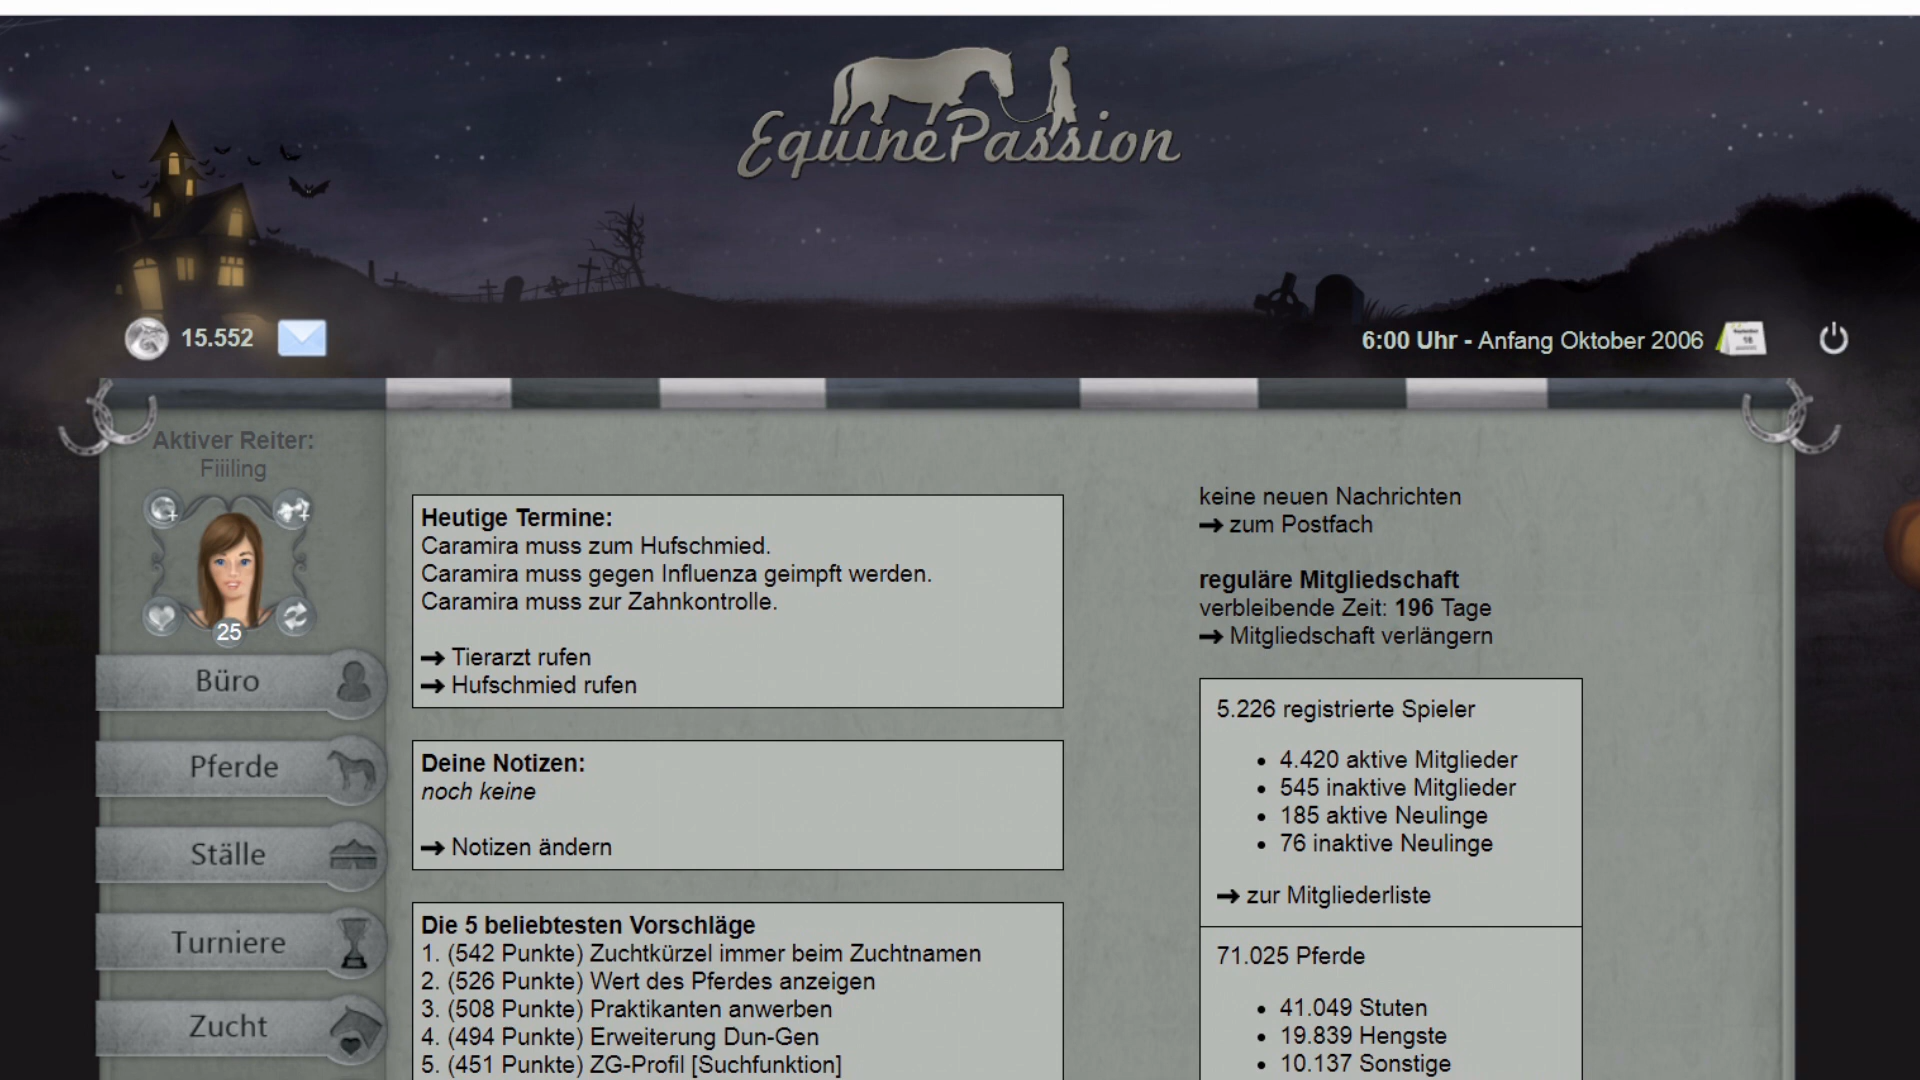 EquinePassion
15.552
6:00 Uhr - Anfang Oktober 2006
September
18
Aktiver Reiter:
Fiiiling
25
Büro
Pferde
Ställe
Turniere
Zucht
Heutige Termine:
Caramira muss zum Hufschmied.
Caramira muss gegen Influenza geimpft werden.
Caramira muss zur Zahnkontrolle.
➞ Tierarzt rufen
➞ Hufschmied rufen
Deine Notizen:
noch keine
➞ Notizen ändern
Die 5 beliebtesten Vorschläge
1. (542 Punkte) Zuchtkürzel immer beim Zuchtnamen
2. (526 Punkte) Wert des Pferdes anzeigen
3. (508 Punkte) Praktikanten anwerben
4. (494 Punkte) Erweiterung Dun-Gen
5. (451 Punkte) ZG-Profil [Suchfunktion]
keine neuen Nachrichten
➞ zum Postfach
reguläre Mitgliedschaft
verbleibende Zeit: 196 Tage
➞ Mitgliedschaft verlängern
5.226 registrierte Spieler
• 4.420 aktive Mitglieder
• 545 inaktive Mitglieder
• 185 aktive Neulinge
• 76 inaktive Neulinge
➞ zur Mitgliederliste
71.025 Pferde
• 41.049 Stuten
• 19.839 Hengste
• 10.137 Sonstige